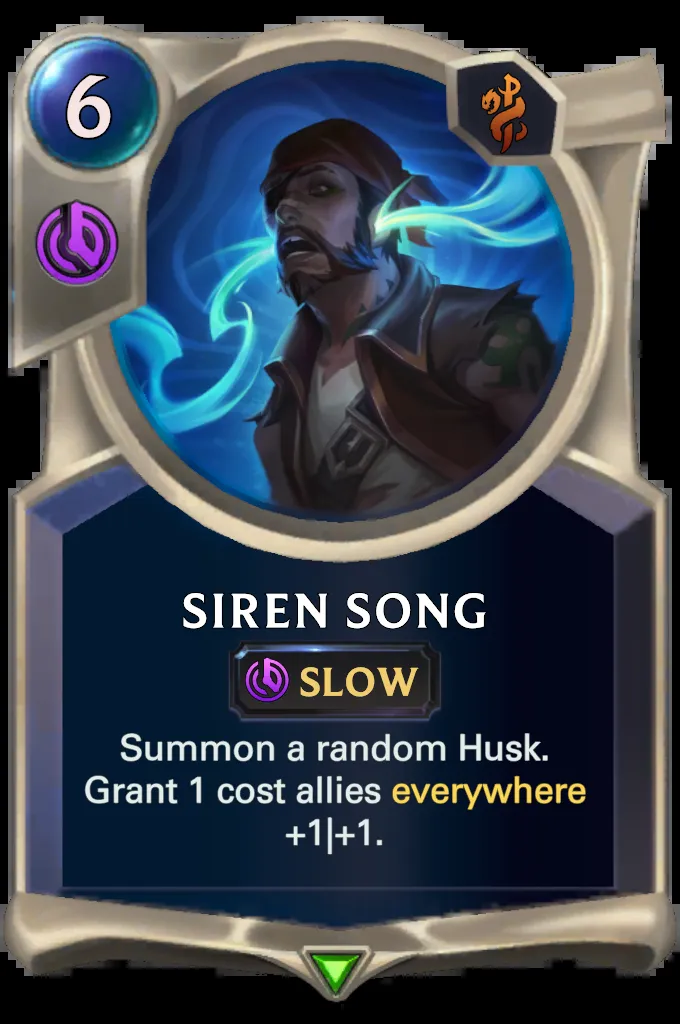 6
SIREN SONG
SLOW
Summon a random Husk.
Grant 1 cost allies everywhere
+1|+1.